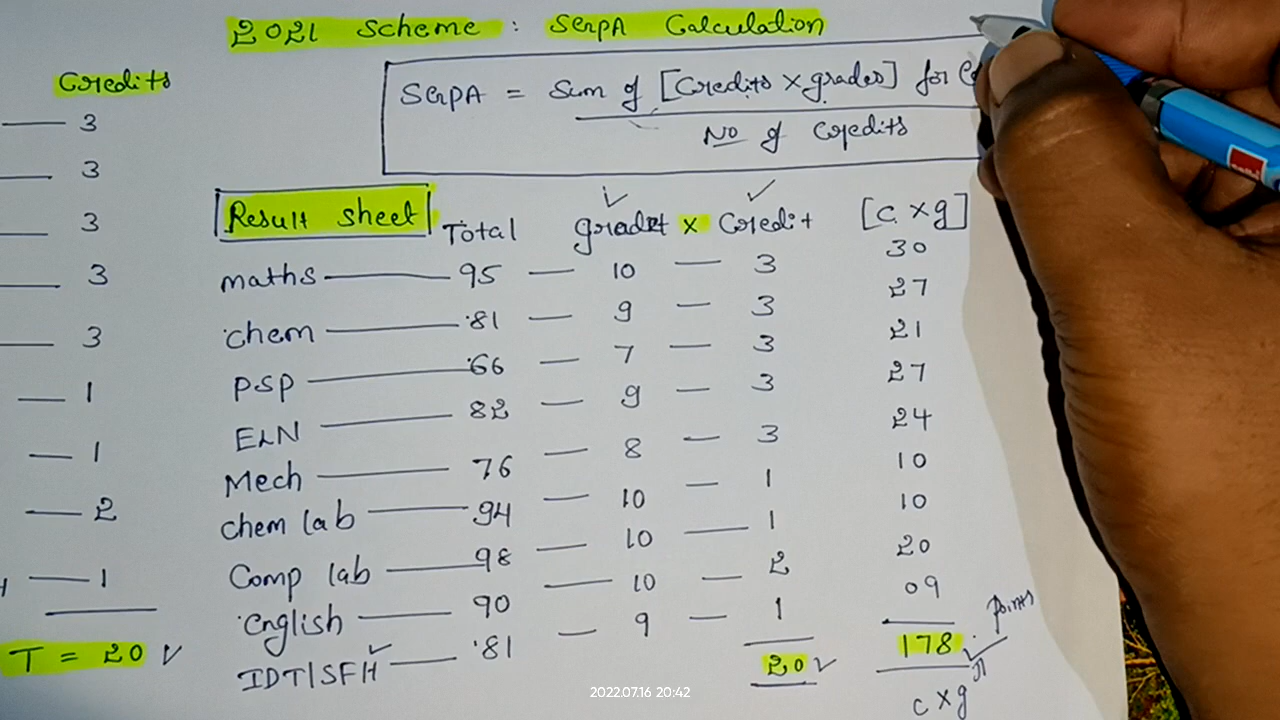 2021 Scheme : SGPA Calculation
Credits
3
3
3
3
3
1
1
2
1
T = 20
SGPA = Sum of [Credits × grades] for
No of Credits
Result sheet Total × Credit [c × g]
maths 95 10 3 30
chem 81 9 3 27
PSP 66 7 3 21
ELN 82 9 3 27
Mech 76 8 3 24
chem lab 94 10 1 10
Comp lab 98 10 1 10
English 90 10 2 20
IDT/SFH 81 9 1 09
20 178 points
c × g
2022.07.16 20:42